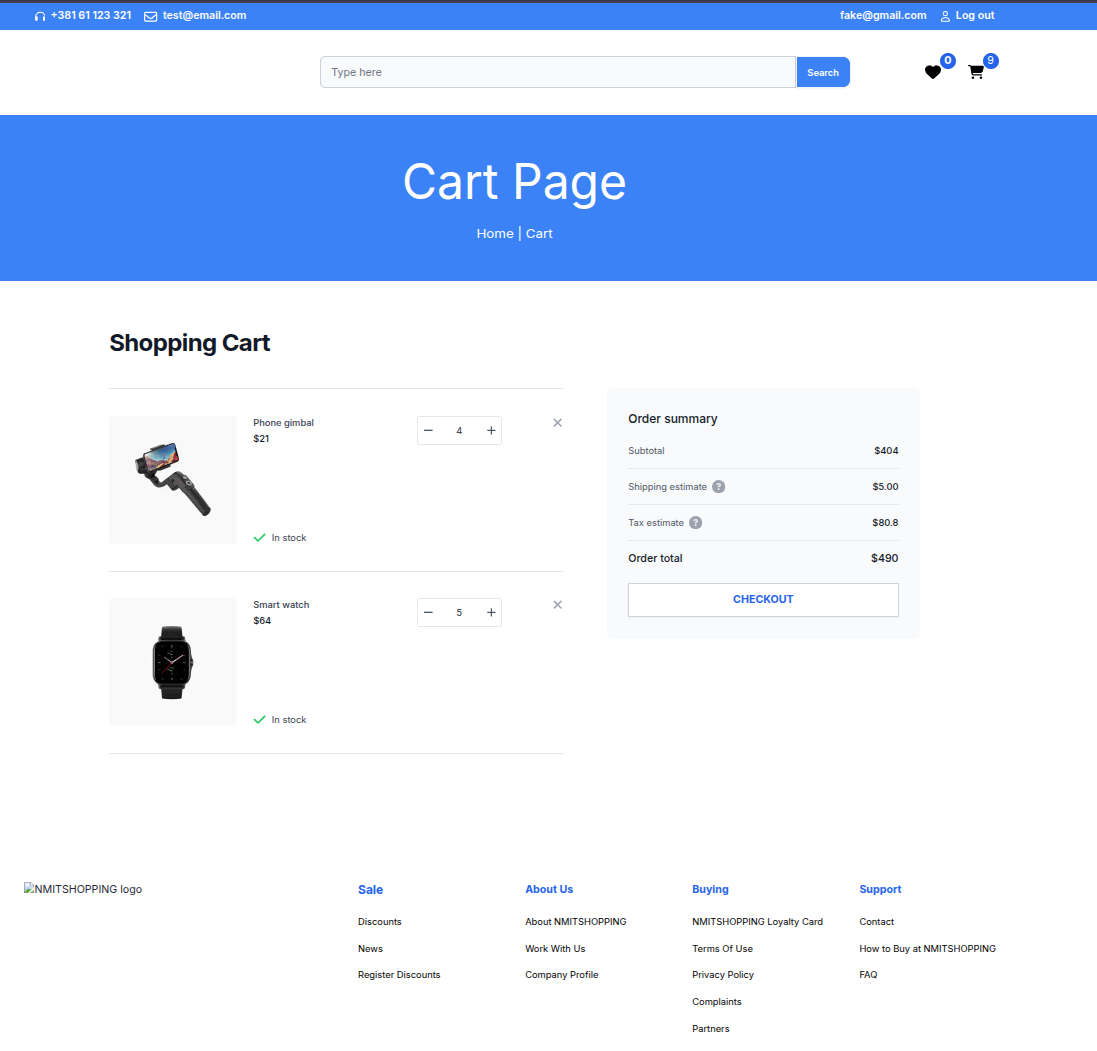 +381 61 123 321 test@email.com fake@gmail.com Log out
0 9
Type here Search
Cart Page
Home | Cart
Shopping Cart
Phone gimbal
$21
4
In stock
Smart watch
$64
5
In stock
Order summary
Subtotal $404
Shipping estimate ? $5.00
Tax estimate ? $80.8
Order total $490
CHECKOUT
NMITSHOPPING logo
Sale
Discounts
News
Register Discounts
About Us
About NMITSHOPPING
Work With Us
Company Profile
Buying
NMITSHOPPING Loyalty Card
Terms Of Use
Privacy Policy
Complaints
Partners
Support
Contact
How to Buy at NMITSHOPPING
FAQ